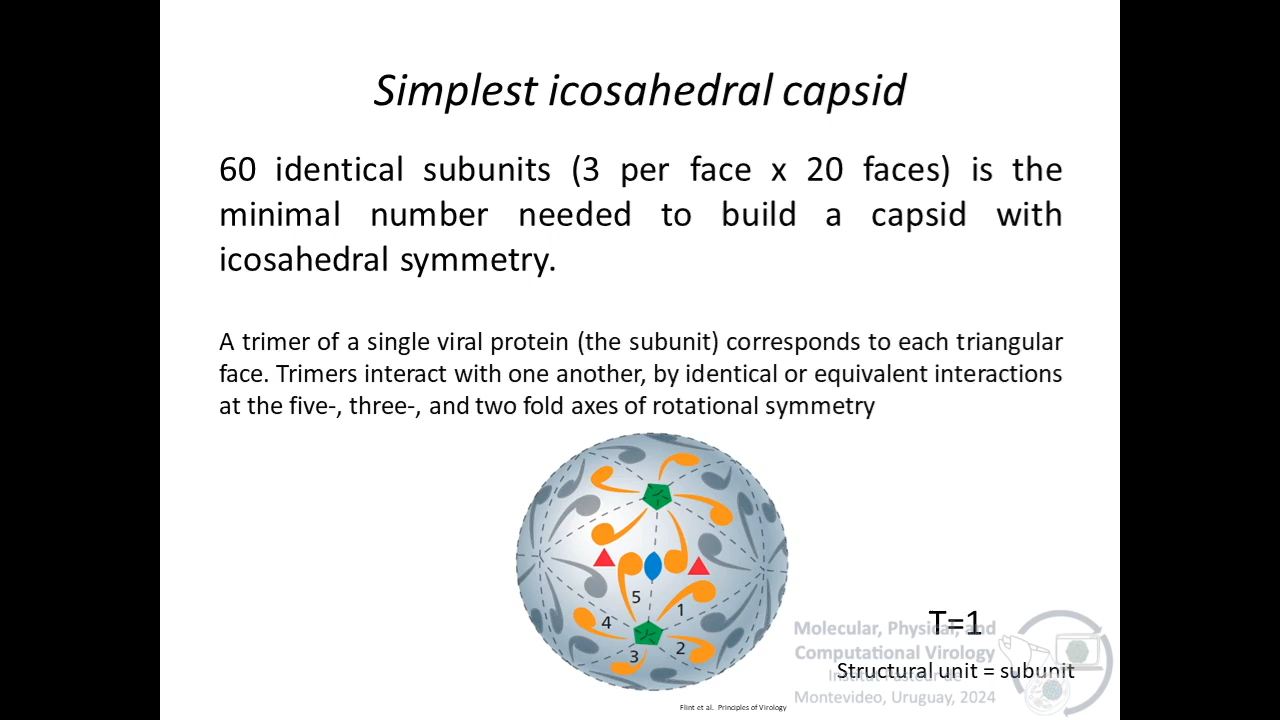 Simplest icosahedral capsid
60 identical subunits (3 per face x 20 faces) is the
minimal number needed to build a capsid with
icosahedral symmetry.
A trimer of a single viral protein (the subunit) corresponds to each triangular
face. Trimers interact with one another, by identical or equivalent interactions
at the five-, three-, and two fold axes of rotational symmetry
5
1
4
2
3
T=1
Structural unit = subunit
Molecular, Physical, and
Computational Virology
Institut Pasteur de
Montevideo, Uruguay, 2024
Flint et al. Principles of Virology